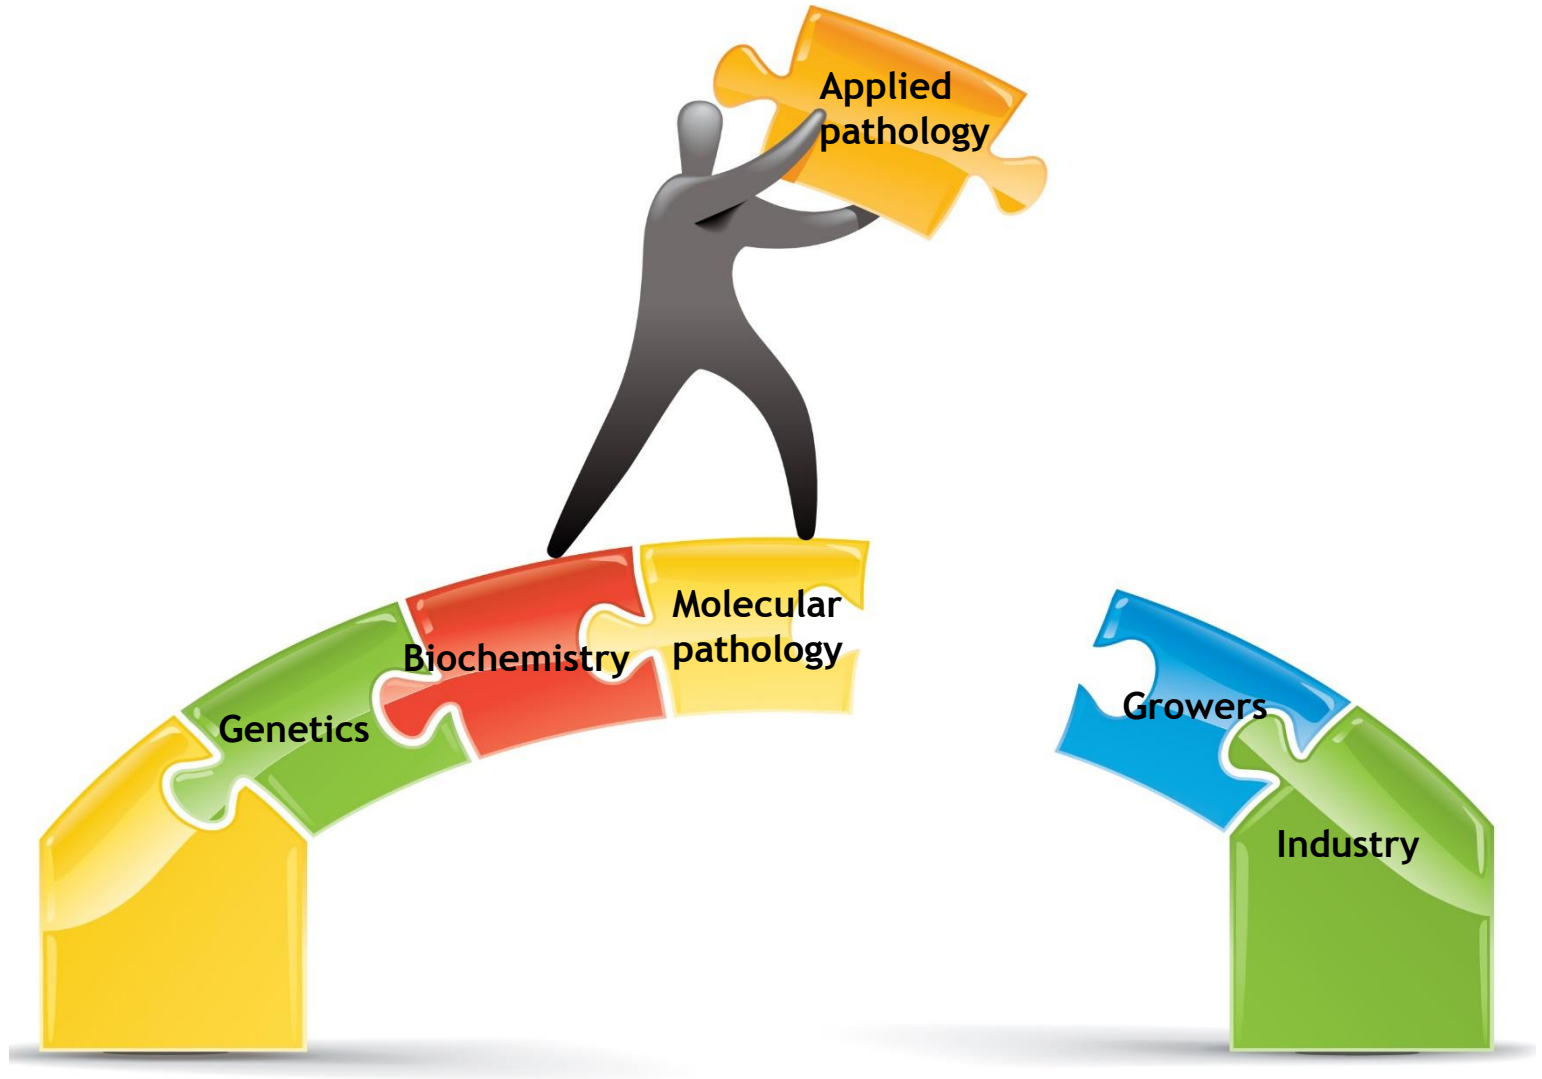 Applied
pathology
Molecular
pathology
Biochemistry
Genetics
Growers
Industry